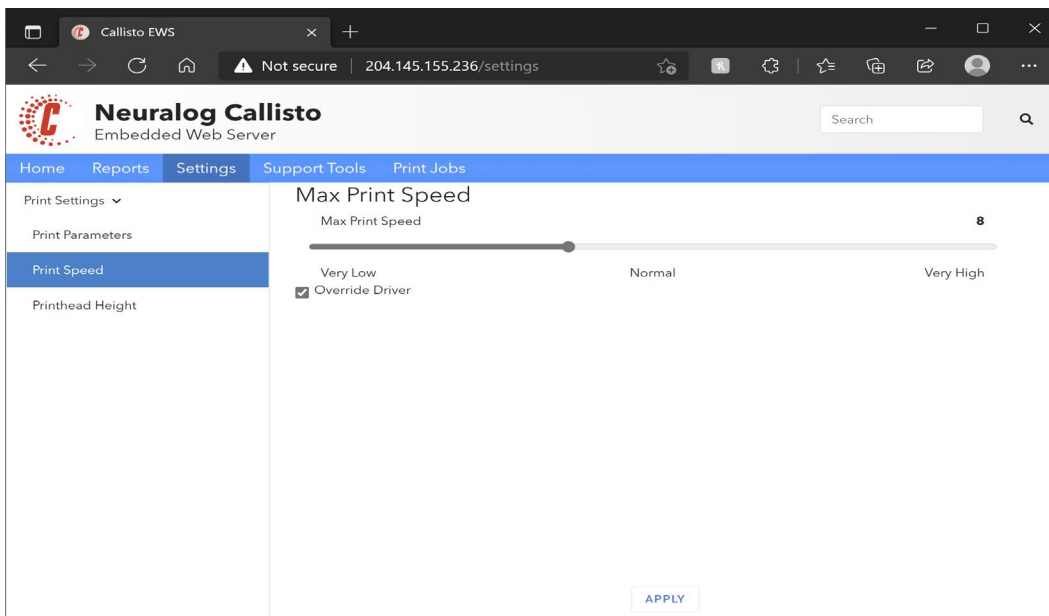 Callisto EWS
Not secure | 204.145.155.236/settings
Neuralog Callisto
Embedded Web Server
Search
Home Reports Settings Support Tools Print Jobs
Print Settings
Print Parameters
Print Speed
Printhead Height
Max Print Speed
Max Print Speed 8
Very Low Normal Very High
Override Driver
APPLY